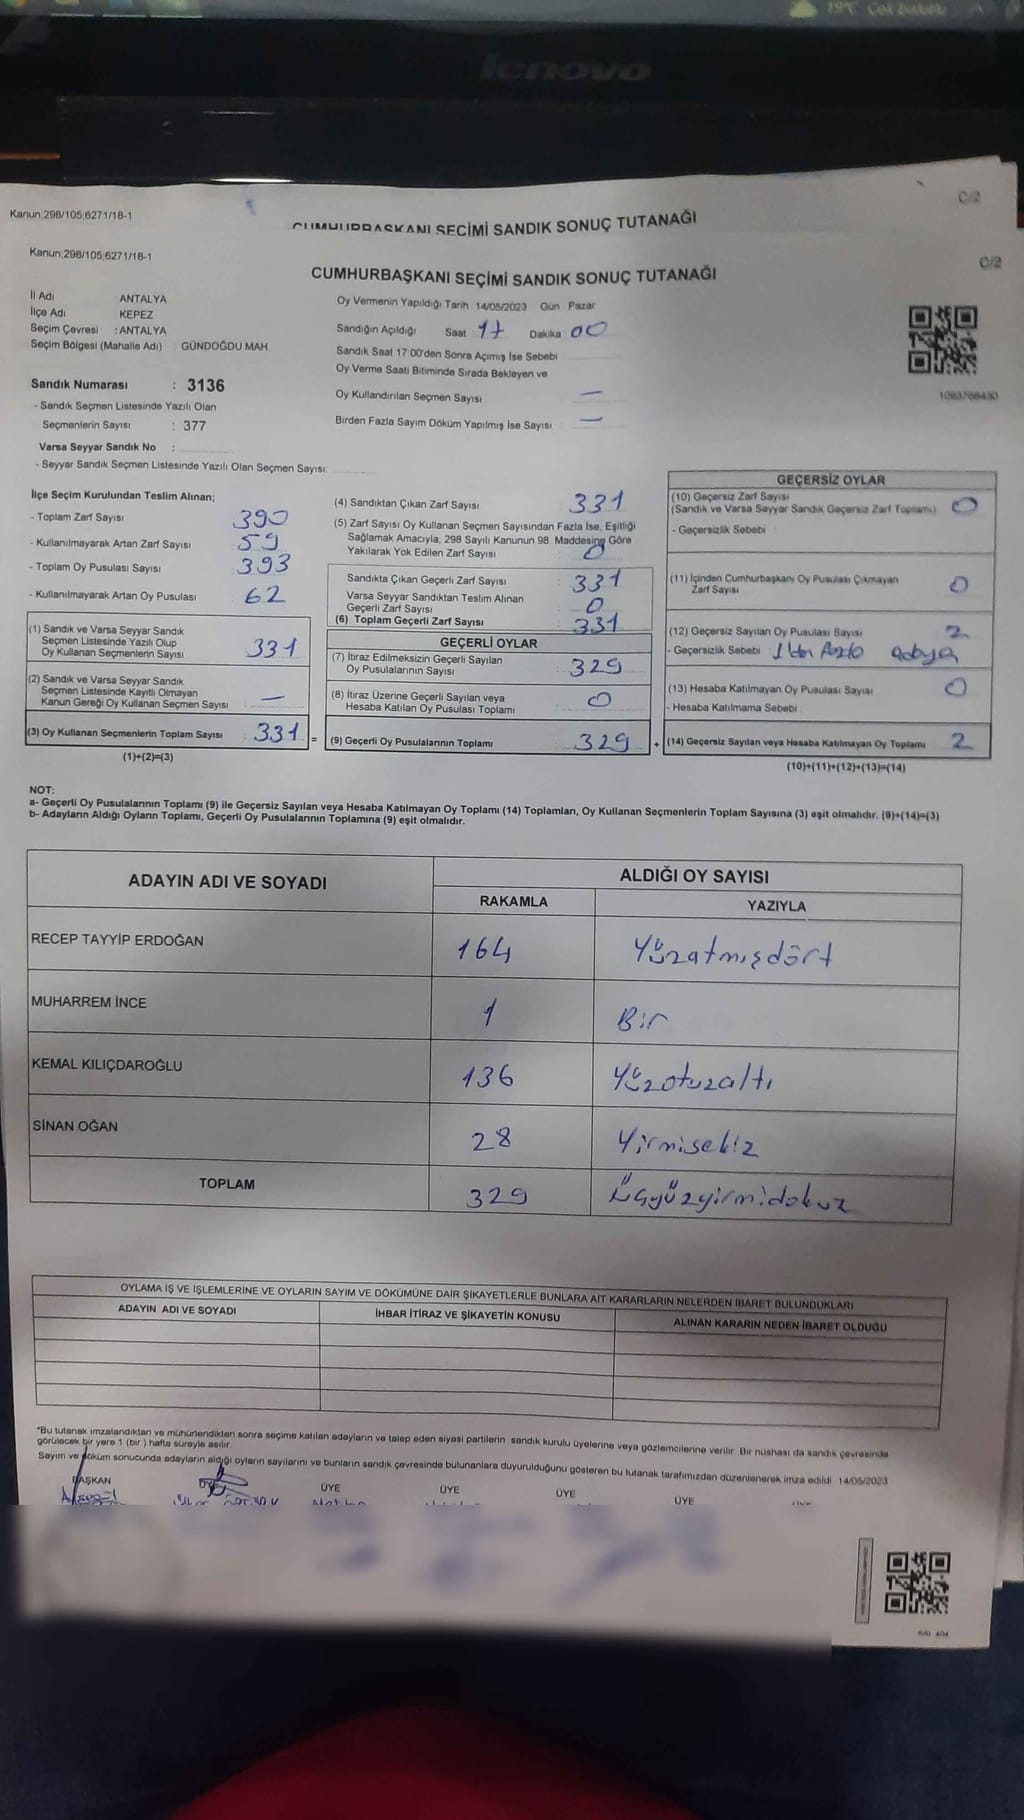 19°C Çok bulutlu
lenovo
Kanun;298/105;6271/18-1
C/2
CUMHURBAŞKANI SEÇİMİ SANDIK SONUÇ TUTANAĞI
Kanun;298/105;6271/18-1
C/2
CUMHURBAŞKANI SEÇİMİ SANDIK SONUÇ TUTANAĞI
İl Adı ANTALYA
İlçe Adı KEPEZ
Seçim Çevresi : ANTALYA
Seçim Bölgesi (Mahalle Adı) GÜNDOĞDU MAH.
Sandık Numarası : 3136
- Sandık Seçmen Listesinde Yazılı Olan
Seçmenlerin Sayısı : 377
Varsa Seyyar Sandık No :
- Seyyar Sandık Seçmen Listesinde Yazılı Olan Seçmen Sayısı:
Oy Vermenin Yapıldığı Tarih 14/05/2023 Gün Pazar
Sandığın Açıldığı Saat 17 Dakika 00
Sandık Saat 17:00'den Sonra Açımış İse Sebebi
Oy Verme Saati Bitiminde Sırada Bekleyen ve
Oy Kullandırılan Seçmen Sayısı —
Birden Fazla Sayım Döküm Yapılmış İse Sayısı —
İlçe Seçim Kurulundan Teslim Alınan;
- Toplam Zarf Sayısı 390
- Kullanılmayarak Artan Zarf Sayısı 59
- Toplam Oy Pusulası Sayısı 393
- Kullanılmayarak Artan Oy Pusulası 62
(1) Sandık ve Varsa Seyyar Sandık
Seçmen Listesinde Yazılı Olup
Oy Kullanan Seçmenlerin Sayısı 331
(2) Sandık ve Varsa Seyyar Sandık
Seçmen Listesinde Kayıtlı Olmayan
Kanun Gereği Oy Kullanan Seçmen Sayısı —
(3) Oy Kullanan Seçmenlerin Toplam Sayısı 331 =
(1)+(2)=(3)
(4) Sandıktan Çıkan Zarf Sayısı 331
(5) Zarf Sayısı Oy Kullanan Seçmen Sayısından Fazla İse, Eşitliği
Sağlamak Amacıyla, 298 Sayılı Kanunun 98. Maddesine Göre
Yakılarak Yok Edilen Zarf Sayısı 0
Sandıkta Çıkan Geçerli Zarf Sayısı 331
Varsa Seyyar Sandıktan Teslim Alınan
Geçerli Zarf Sayısı 0
(6) Toplam Geçerli Zarf Sayısı 331
GEÇERLİ OYLAR
(7) İtiraz Edilmeksizin Geçerli Sayılan
Oy Pusulalarının Sayısı 329
(8) İtiraz Üzerine Geçerli Sayılan veya
Hesaba Katılan Oy Pusulası Toplamı 0
(9) Geçerli Oy Pusulalarının Toplamı 329 +
GEÇERSİZ OYLAR
(10) Geçersiz Zarf Sayısı 0
(Sandık ve Varsa Seyyar Sandık Geçersiz Zarf Toplamı)
- Geçersizlik Sebebi :
(11) İçinden Cumhurbaşkanı Oy Pusulası Çıkmayan
Zarf Sayısı 0
(12) Geçersiz Sayılan Oy Pusulası Sayısı 2
- Geçersizlik Sebebi 1'den fazla adaya
(13) Hesaba Katılmayan Oy Pusulası Sayısı 0
- Hesaba Katılmama Sebebi :
(14) Geçersiz Sayılan veya Hesaba Katılmayan Oy Toplamı 2
(10)+(11)+(12)+(13)=(14)
NOT:
a- Geçerli Oy Pusulalarının Toplamı (9) ile Geçersiz Sayılan veya Hesaba Katılmayan Oy Toplamı (14) Toplamları, Oy Kullanan Seçmenlerin Toplam Sayısına (3) eşit olmalıdır. (9)+(14)=(3)
b- Adayların Aldığı Oyların Toplamı, Geçerli Oy Pusulalarının Toplamına (9) eşit olmalıdır.
ADAYIN ADI VE SOYADI
ALDIĞI OY SAYISI
RAKAMLA YAZIYLA
RECEP TAYYİP ERDOĞAN 164 Yüzatmışdört
MUHARREM İNCE 1 Bir
KEMAL KILIÇDAROĞLU 136 Yüzotuzaltı
SİNAN OĞAN 28 Yirmisekiz
TOPLAM 329 Üçyüzyirmidokuz
OYLAMA İŞ VE İŞLEMLERİNE VE OYLARIN SAYIM VE DÖKÜMÜNE DAİR ŞİKAYETLERLE BUNLARA AİT KARARLARIN NELERDEN İBARET BULUNDUKLARI
ADAYIN ADI VE SOYADI İHBAR İTİRAZ VE ŞİKAYETİN KONUSU ALINAN KARARIN NEDEN İBARET OLDUĞU
*Bu tutanak imzalandıktan ve mühürlendikten sonra seçime katılan adayların ve talep eden siyasi partilerin sandık kurulu üyelerine veya gözlemcilerine verilir. Bir nüshası da sandık çevresinde
görülecek bir yere 1 (bir) hafta süreyle asılır.
Sayım ve döküm sonucunda adayların aldığı oyların sayılarını ve bunların sandık çevresinde bulunanlara duyurulduğunu gösteren bu tutanak tarafımızdan düzenlenerek imza edildi. 14/05/2023
BAŞKAN ÜYE ÜYE ÜYE ÜYE ÜYE